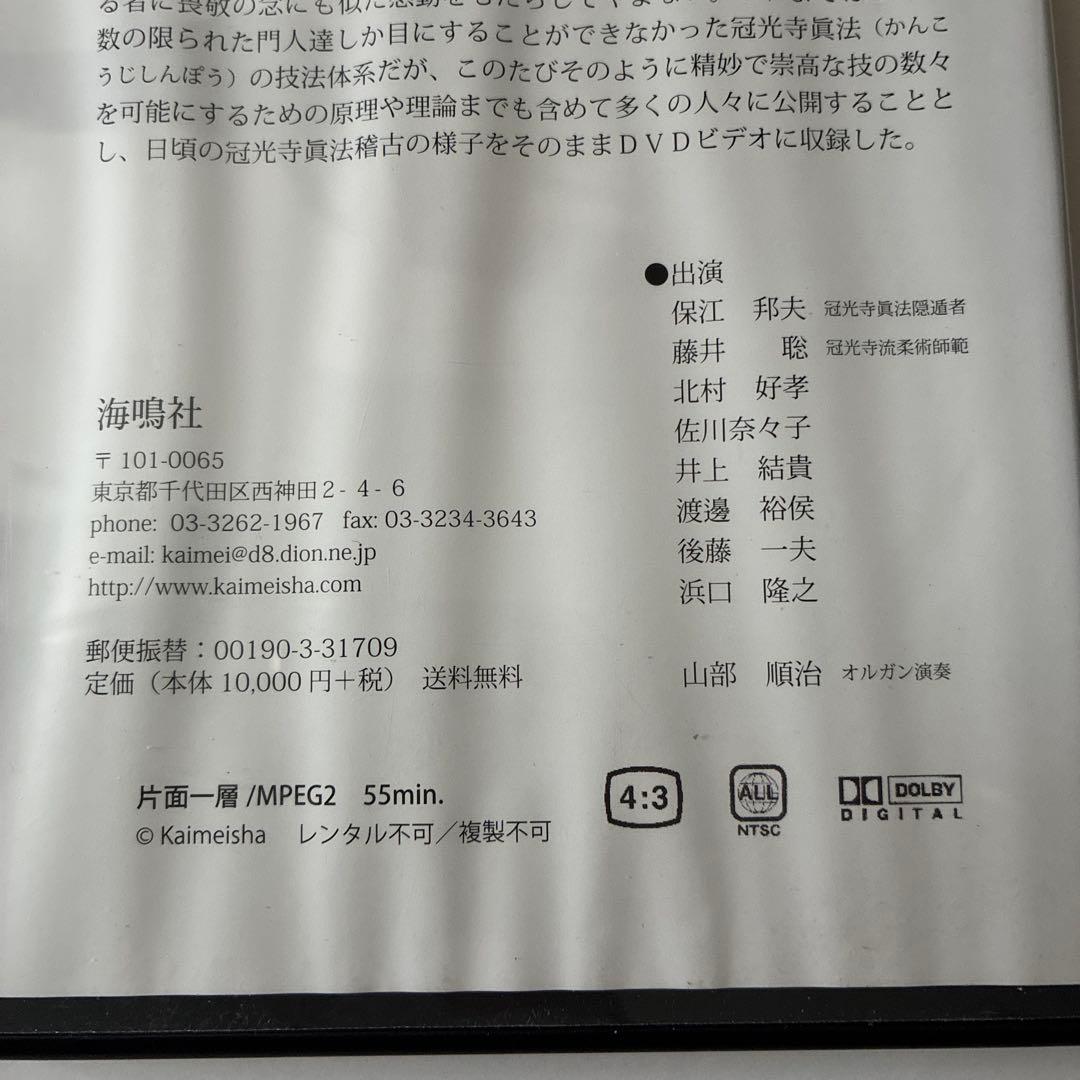 数の限られた門人達しか目にすることができなかった冠光寺眞法（かんこ
うじしんぽう）の技法体系だが、このたびそのように精妙で崇高な技の数々
を可能にするための原理や理論までも含めて多くの人々に公開することと
し、日頃の冠光寺眞法稽古の様子をそのままＤＶＤビデオに収録した。
●出演
保江　邦夫　冠光寺眞法隠遁者
藤井　　聡　冠光寺流柔術師範
北村　好孝
佐川奈々子
井上　結貴
渡邊　裕侯
後藤　一夫
浜口　隆之
山部　順治　オルガン演奏
海鳴社
〒101-0065
東京都千代田区西神田２-４-６
phone: 03-3262-1967 fax: 03-3234-3643
e-mail: kaimei@d8.dion.ne.jp
http://www.kaimeisha.com
郵便振替：00190-3-31709
定価（本体 10,000 円＋税）　送料無料
片面一層 /MPEG2　55min.
© Kaimeisha　レンタル不可／複製不可
4:3
ALL
NTSC
DOLBY
DIGITAL